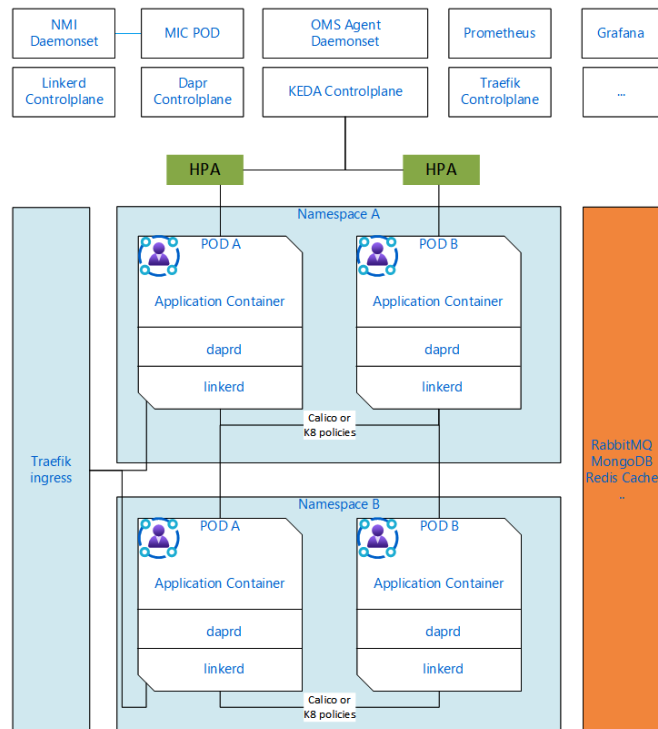 NMI
Daemonset
MIC POD
OMS Agent
Daemonset
Prometheus
Grafana
Linkerd
Controlplane
Dapr
Controlplane
KEDA Controlplane
Traefik
Controlplane
...
HPA
HPA
Namespace A
POD A
POD B
Application Container
Application Container
daprd
daprd
linkerd
linkerd
Calico or
K8 policies
Traefik
ingress
RabbitMQ
MongoDB
Redis Cache
..
Namespace B
POD A
POD B
Application Container
Application Container
daprd
daprd
linkerd
linkerd
Calico or
K8 policies